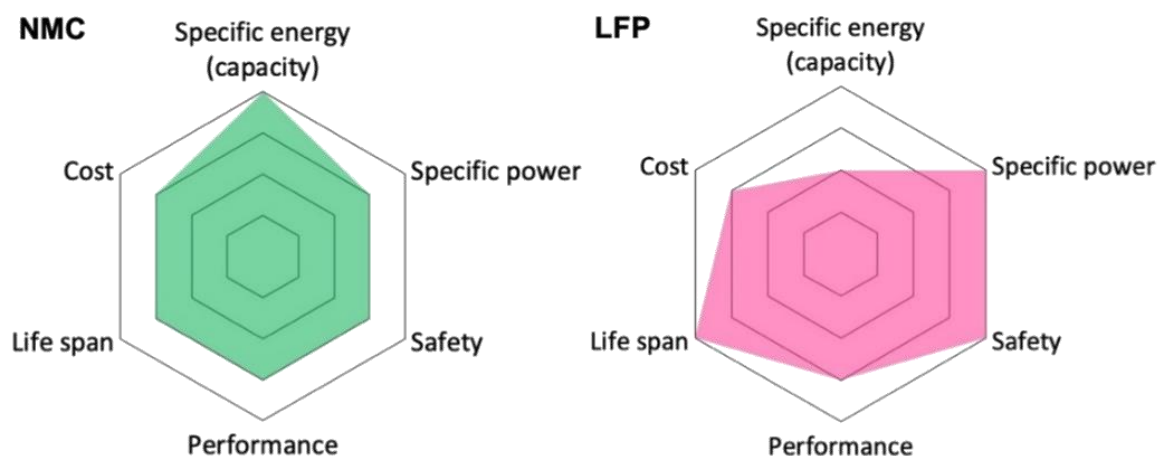 NMC
Specific energy
(capacity)
Cost
Specific power
Life span
Safety
Performance
LFP
Specific energy
(capacity)
Cost
Specific power
Life span
Safety
Performance